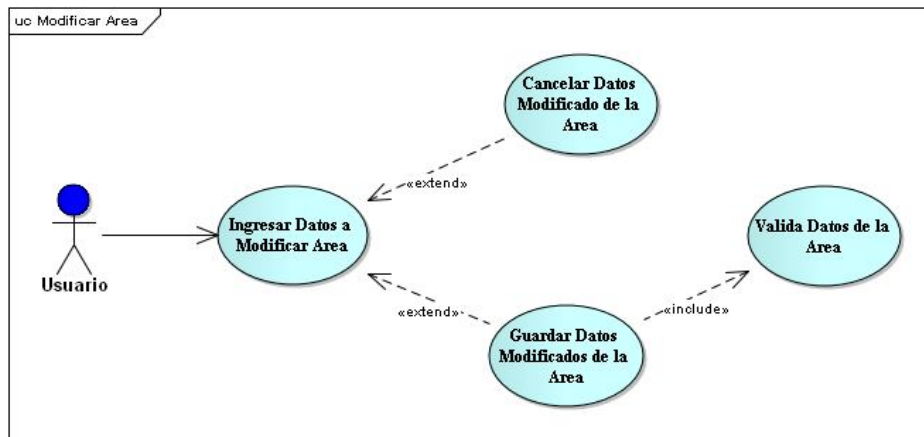 uc Modificar Area
Cancelar Datos
Modificado de la
Area
«extend»
Ingresar Datos a
Modificar Area
Valida Datos de la
Area
Usuario
«extend»
«include»
Guardar Datos
Modificados de la
Area